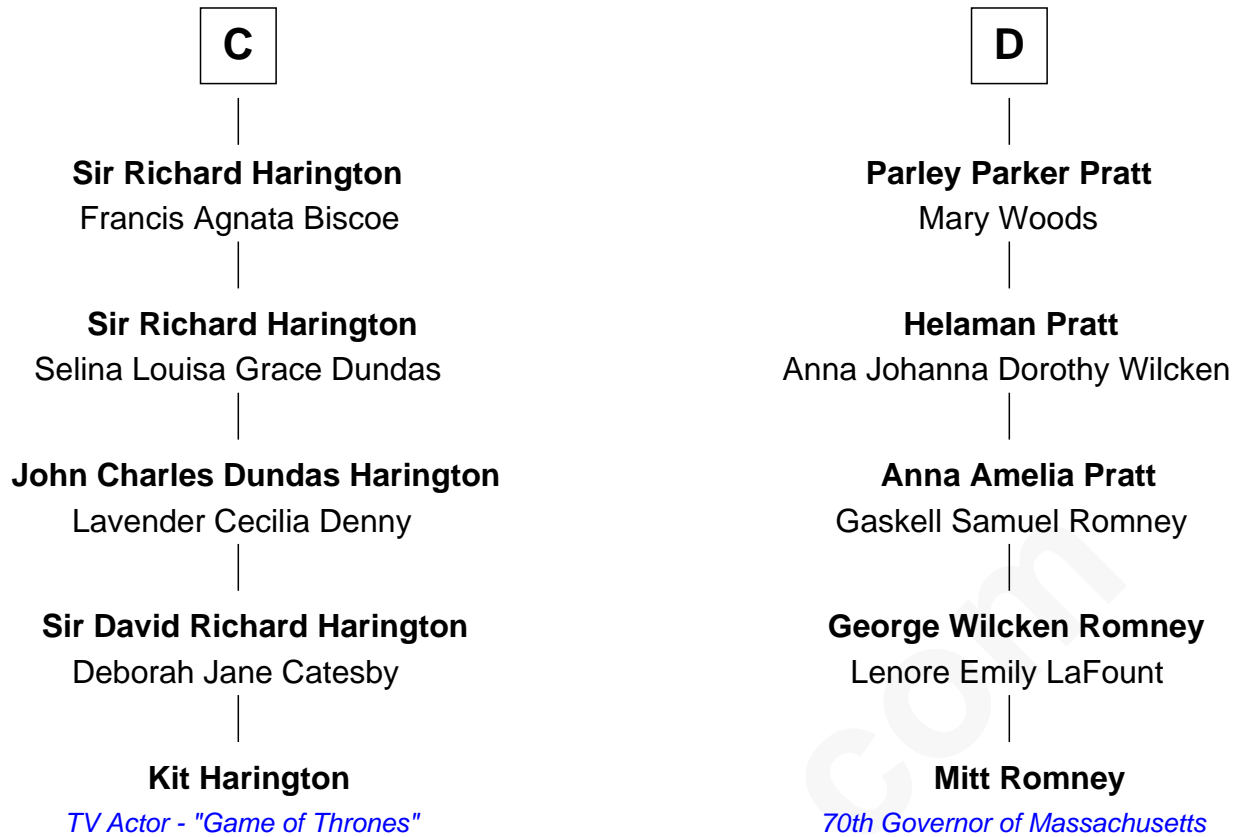 C
Sir Richard Harington
Francis Agnata Biscoe
Sir Richard Harington
Selina Louisa Grace Dundas
John Charles Dundas Harington
Lavender Cecilia Denny
Sir David Richard Harington
Deborah Jane Catesby
Kit Harington
TV Actor - "Game of Thrones"
D
Parley Parker Pratt
Mary Woods
Helaman Pratt
Anna Johanna Dorothy Wilcken
Anna Amelia Pratt
Gaskell Samuel Romney
George Wilcken Romney
Lenore Emily LaFount
Mitt Romney
70th Governor of Massachusetts
com